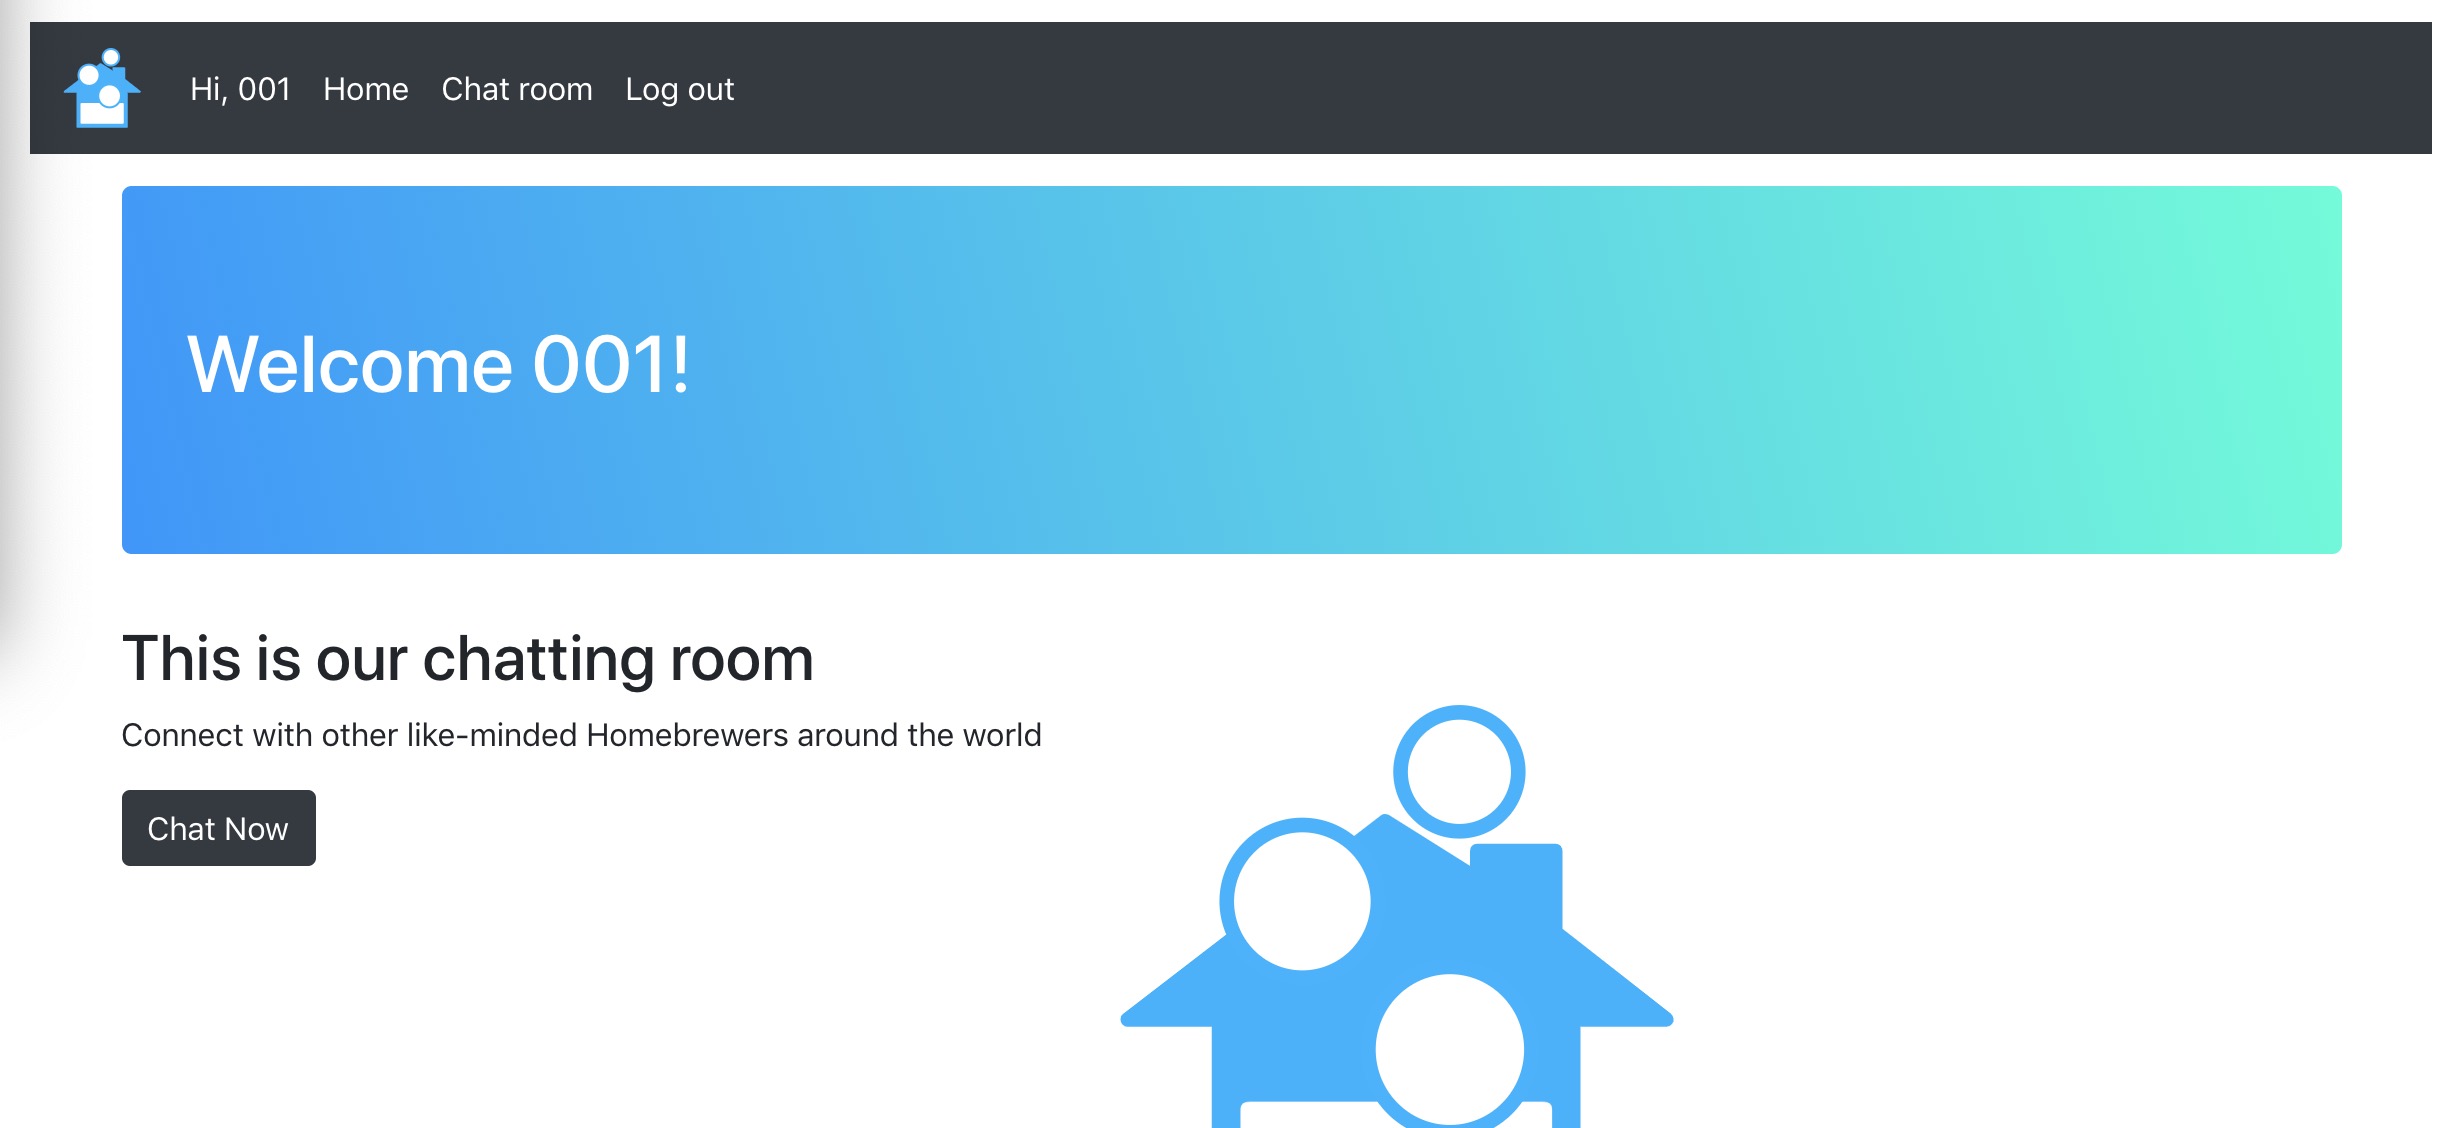 Hi, 001 Home Chat room Log out
Welcome 001!
This is our chatting room
Connect with other like-minded Homebrewers around the world
Chat Now